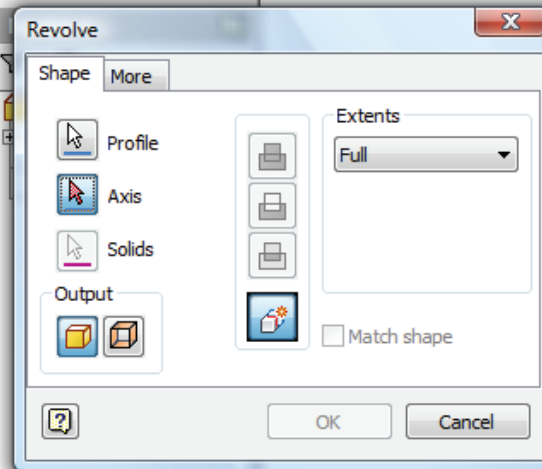 Revolve
Shape More
Profile
Axis
Solids
Output
Extents
Full
Match shape
OK Cancel